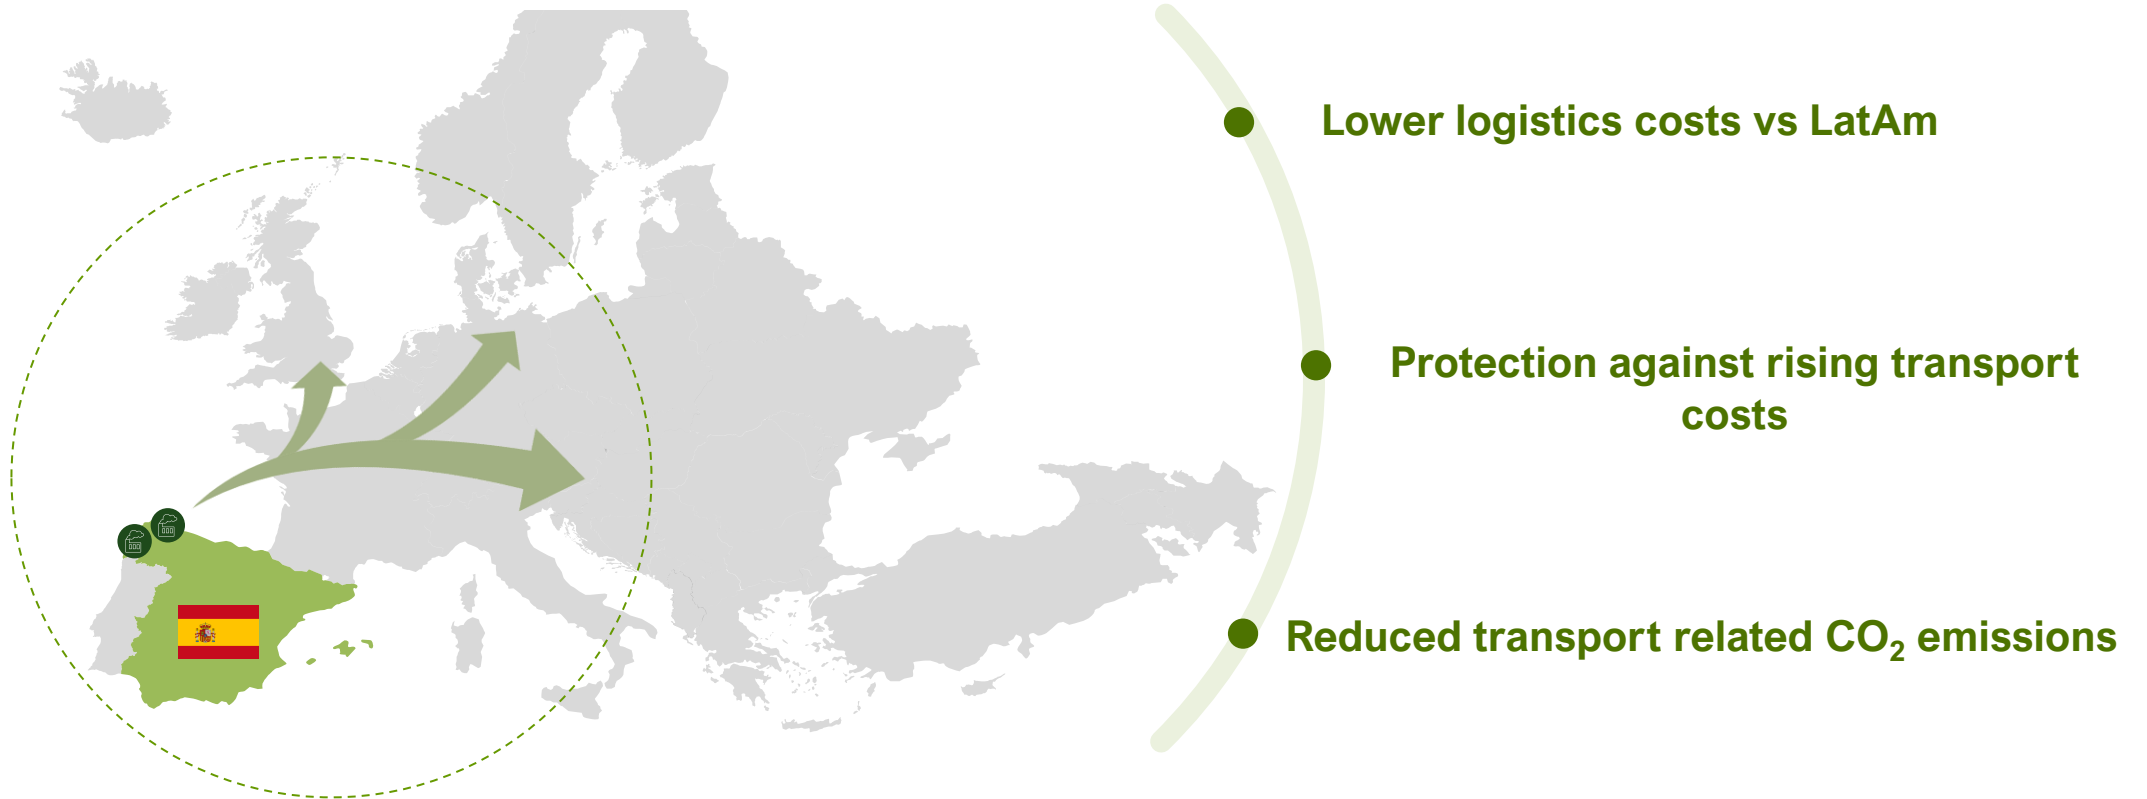 Lower logistics costs vs LatAm
Protection against rising transport
costs
Reduced transport related CO₂ emissions